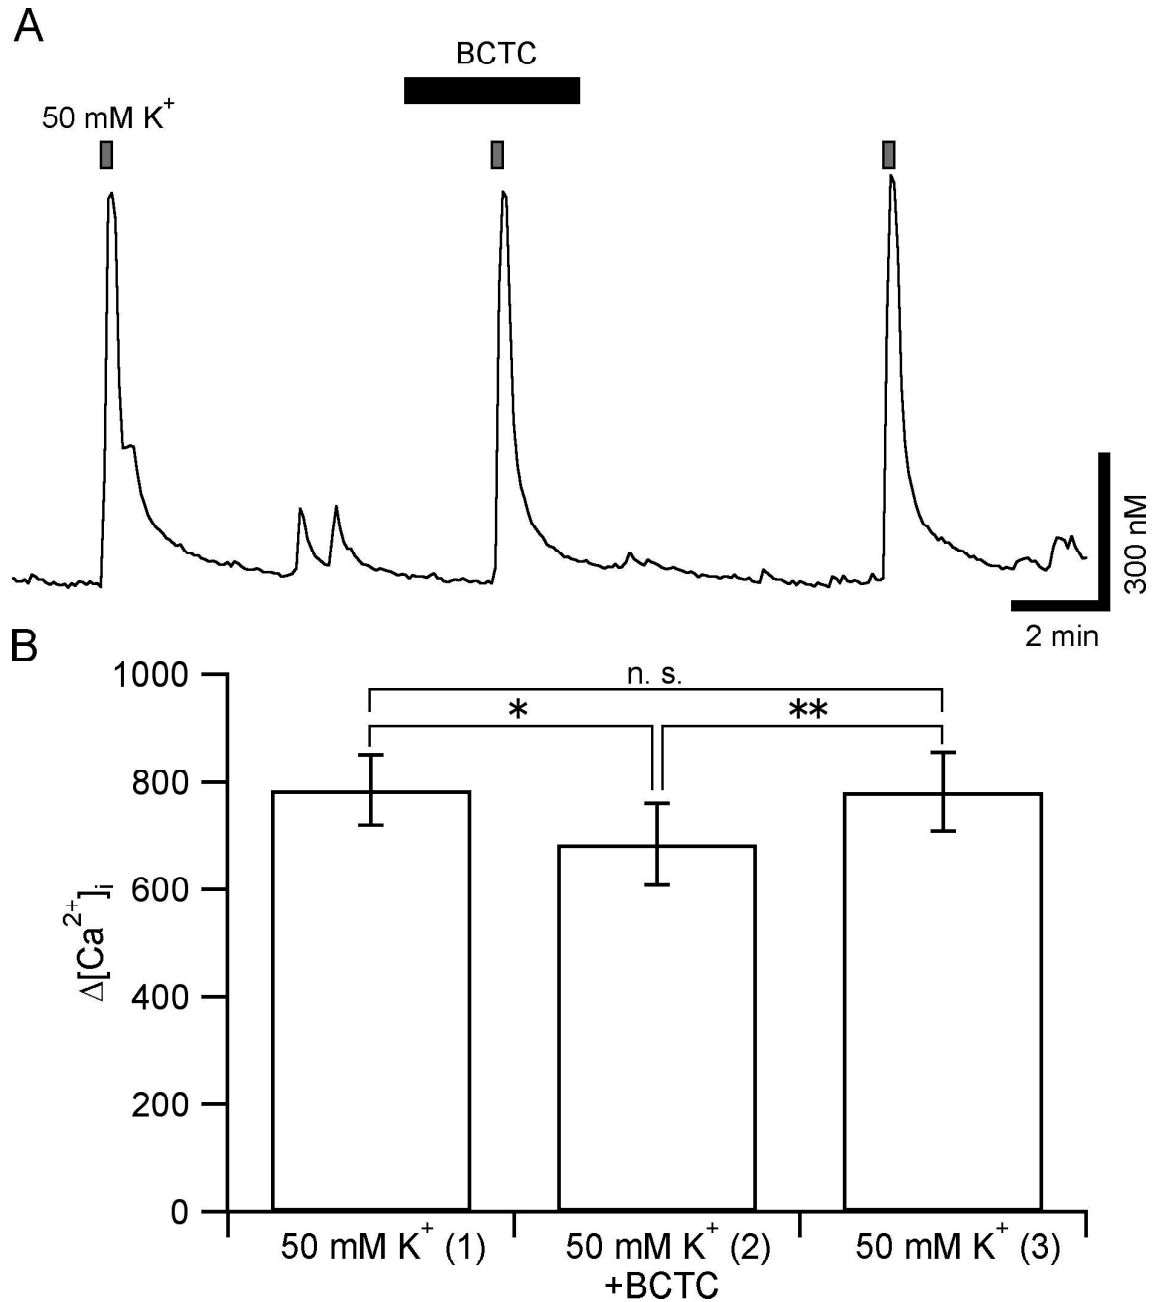 A
BCTC
50 mM K⁺
300 nM
2 min
B
1000
n. s.
*
**
800
600
400
200
0
Δ[Ca²⁺]ᵢ
50 mM K⁺ (1)
50 mM K⁺ (2)
+BCTC
50 mM K⁺ (3)